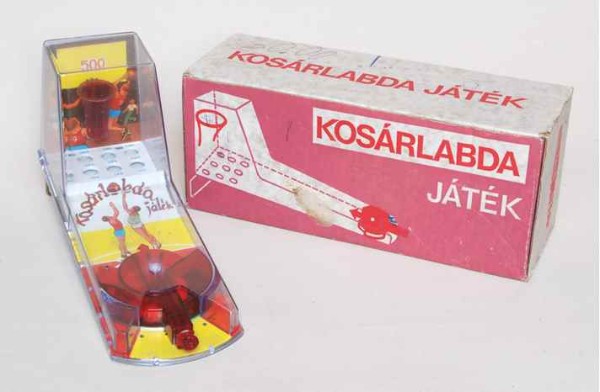 500
Kosárlabda
játék
KOSÁRLABDA JÁTÉK
KOSÁRLABDA
JÁTÉK